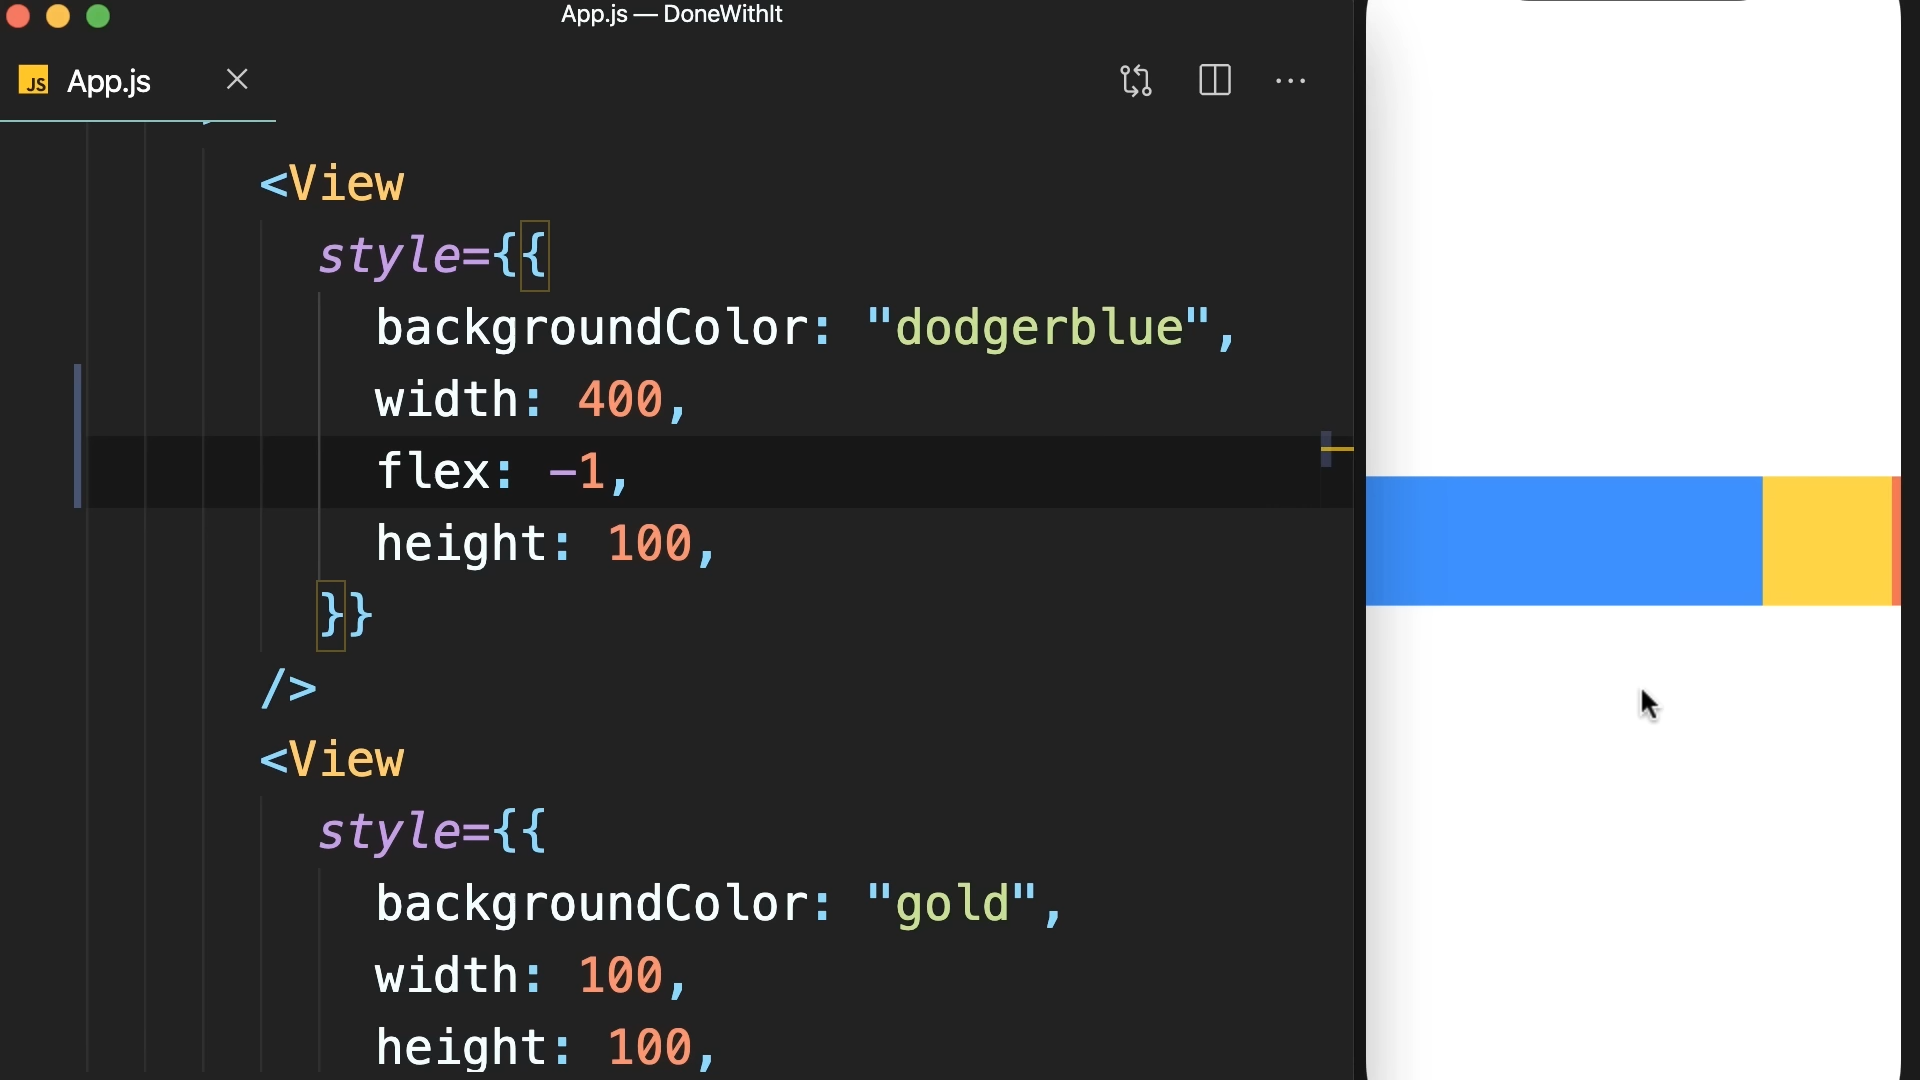 App.js — DoneWithIt
JS App.js
<View
style={{
backgroundColor: "dodgerblue",
width: 400,
flex: -1,
height: 100,
}}
/>
<View
style={{
backgroundColor: "gold",
width: 100,
height: 100,